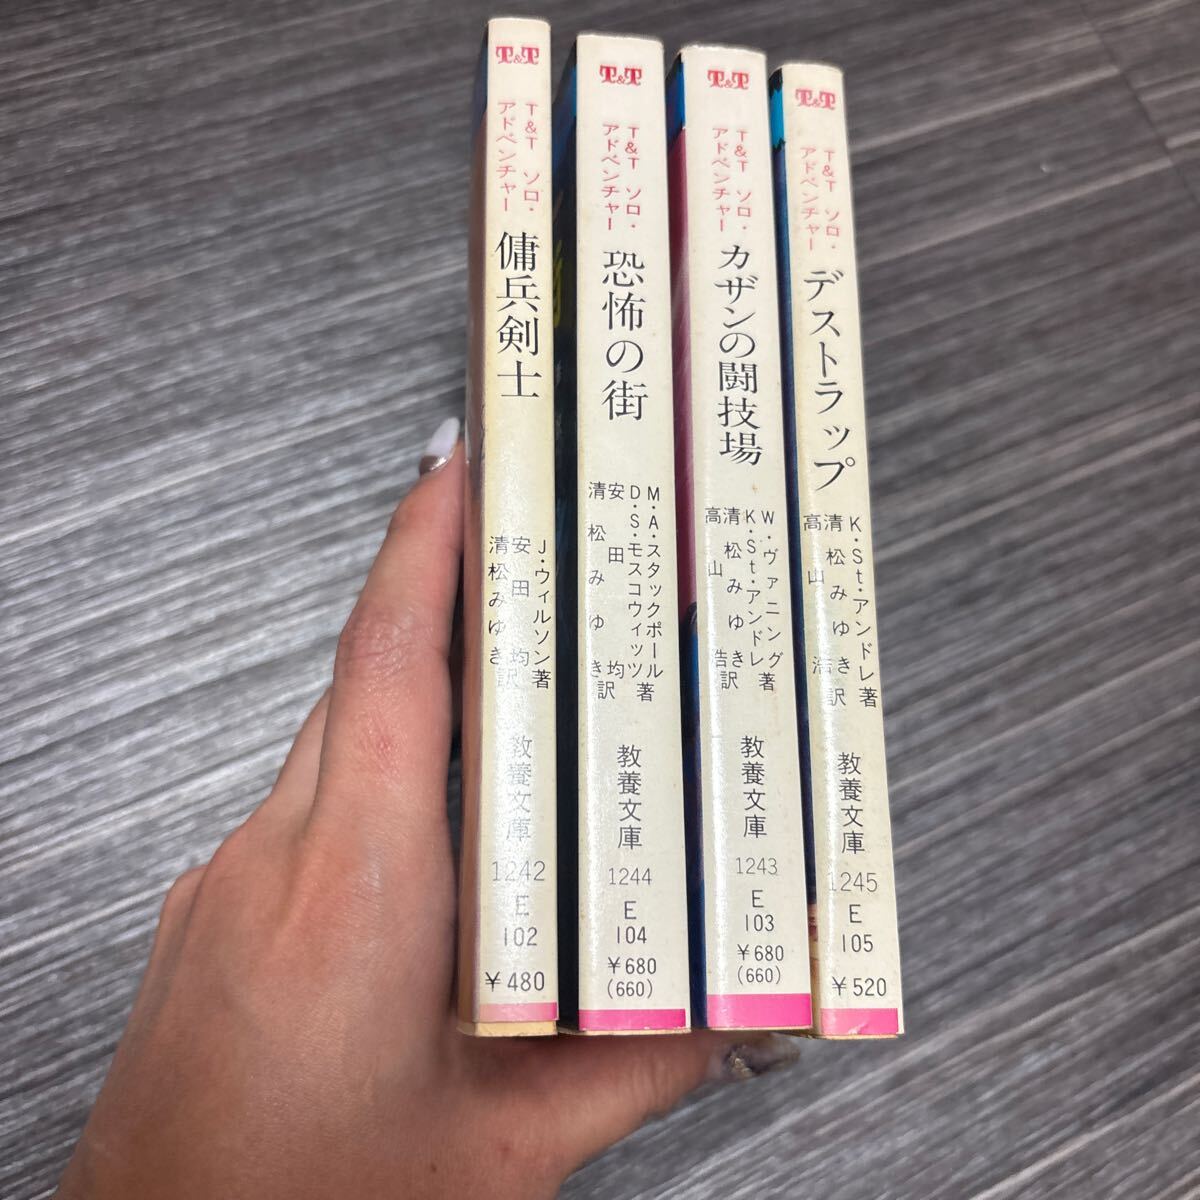 T&T
T&T ソロ・
アドベンチャー
傭兵剣士
J・ウィルソン著
安田均
清松みゆき訳
教養文庫
1242
E
102
￥480
T&T
T&T ソロ・
アドベンチャー
恐怖の街
M・A・スタックポール
D・S・モスコウィッツ著
安田均
清松みゆき訳
教養文庫
1244
E
104
￥680
(660)
T&T
T&T ソロ・
アドベンチャー
カザンの闘技場
W・ヴァニング
K・St・アンドレ著
清松みゆき
高山浩訳
教養文庫
1243
E
103
￥680
(660)
T&T
T&T ソロ・
アドベンチャー
デストラップ
K・St・アンドレ著
清松みゆき
高山浩訳
教養文庫
1245
E
105
￥520